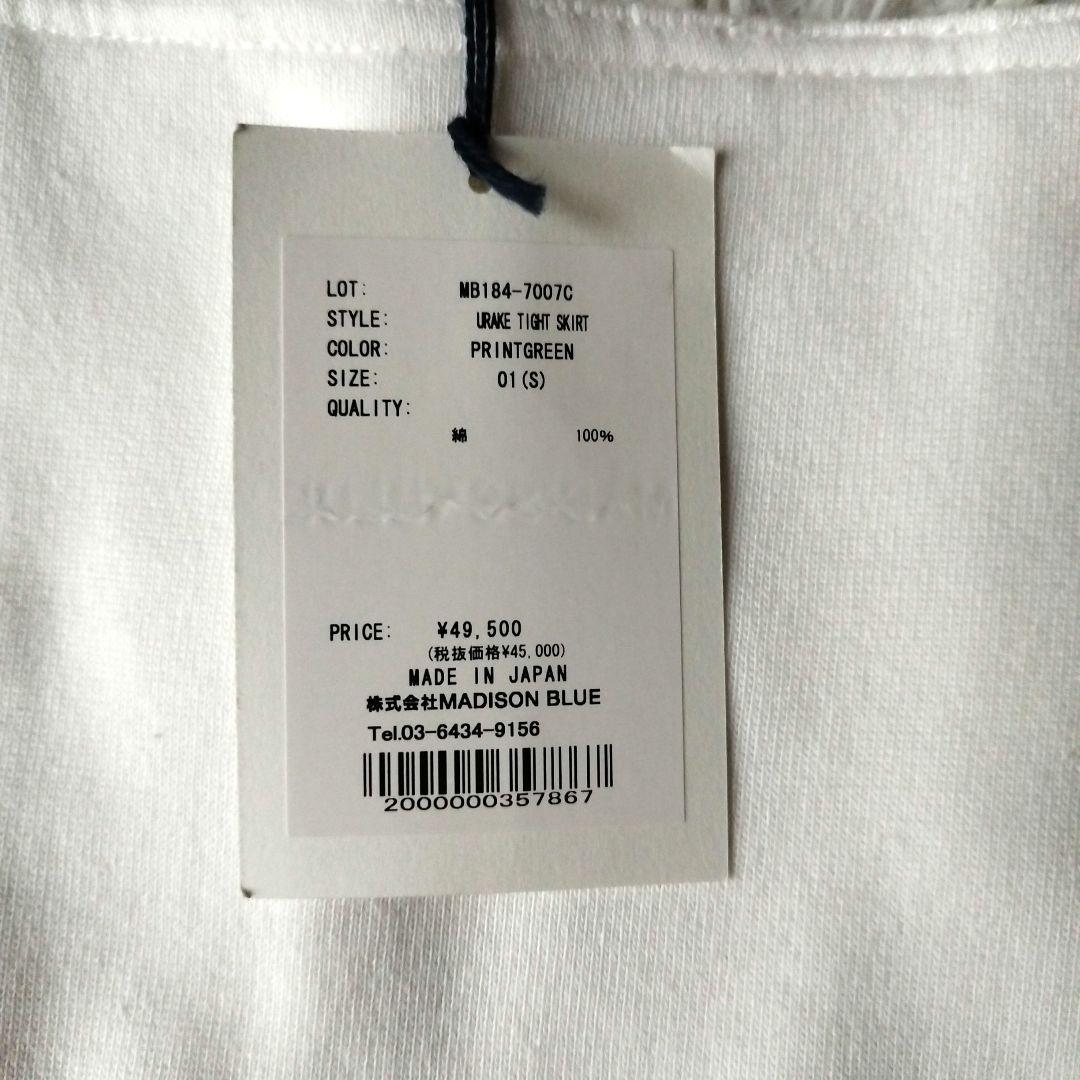 LOT: MB184-7007C
STYLE: URAKE TIGHT SKIRT
COLOR: PRINTGREEN
SIZE: 01(S)
QUALITY:
綿 100%
PRICE: ¥49,500
(税抜価格¥45,000)
MADE IN JAPAN
株式会社MADISON BLUE
Tel.03-6434-9156
2000000357867